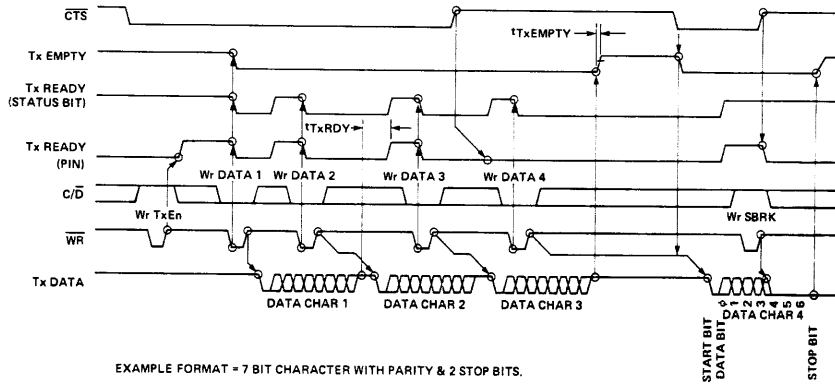 CTS
tTxEMPTY
Tx EMPTY
Tx READY
(STATUS BIT)
tTxRDY
Tx READY
(PIN)
Wr DATA 1
Wr DATA 2
Wr DATA 3
Wr DATA 4
C/D
Wr TxEn
Wr SBRK
WR
Tx DATA
DATA CHAR 1
DATA CHAR 2
DATA CHAR 3
START BIT
DATA BIT
φ 1 2 3 4 5 6
DATA CHAR 4
STOP BIT
EXAMPLE FORMAT = 7 BIT CHARACTER WITH PARITY & 2 STOP BITS.